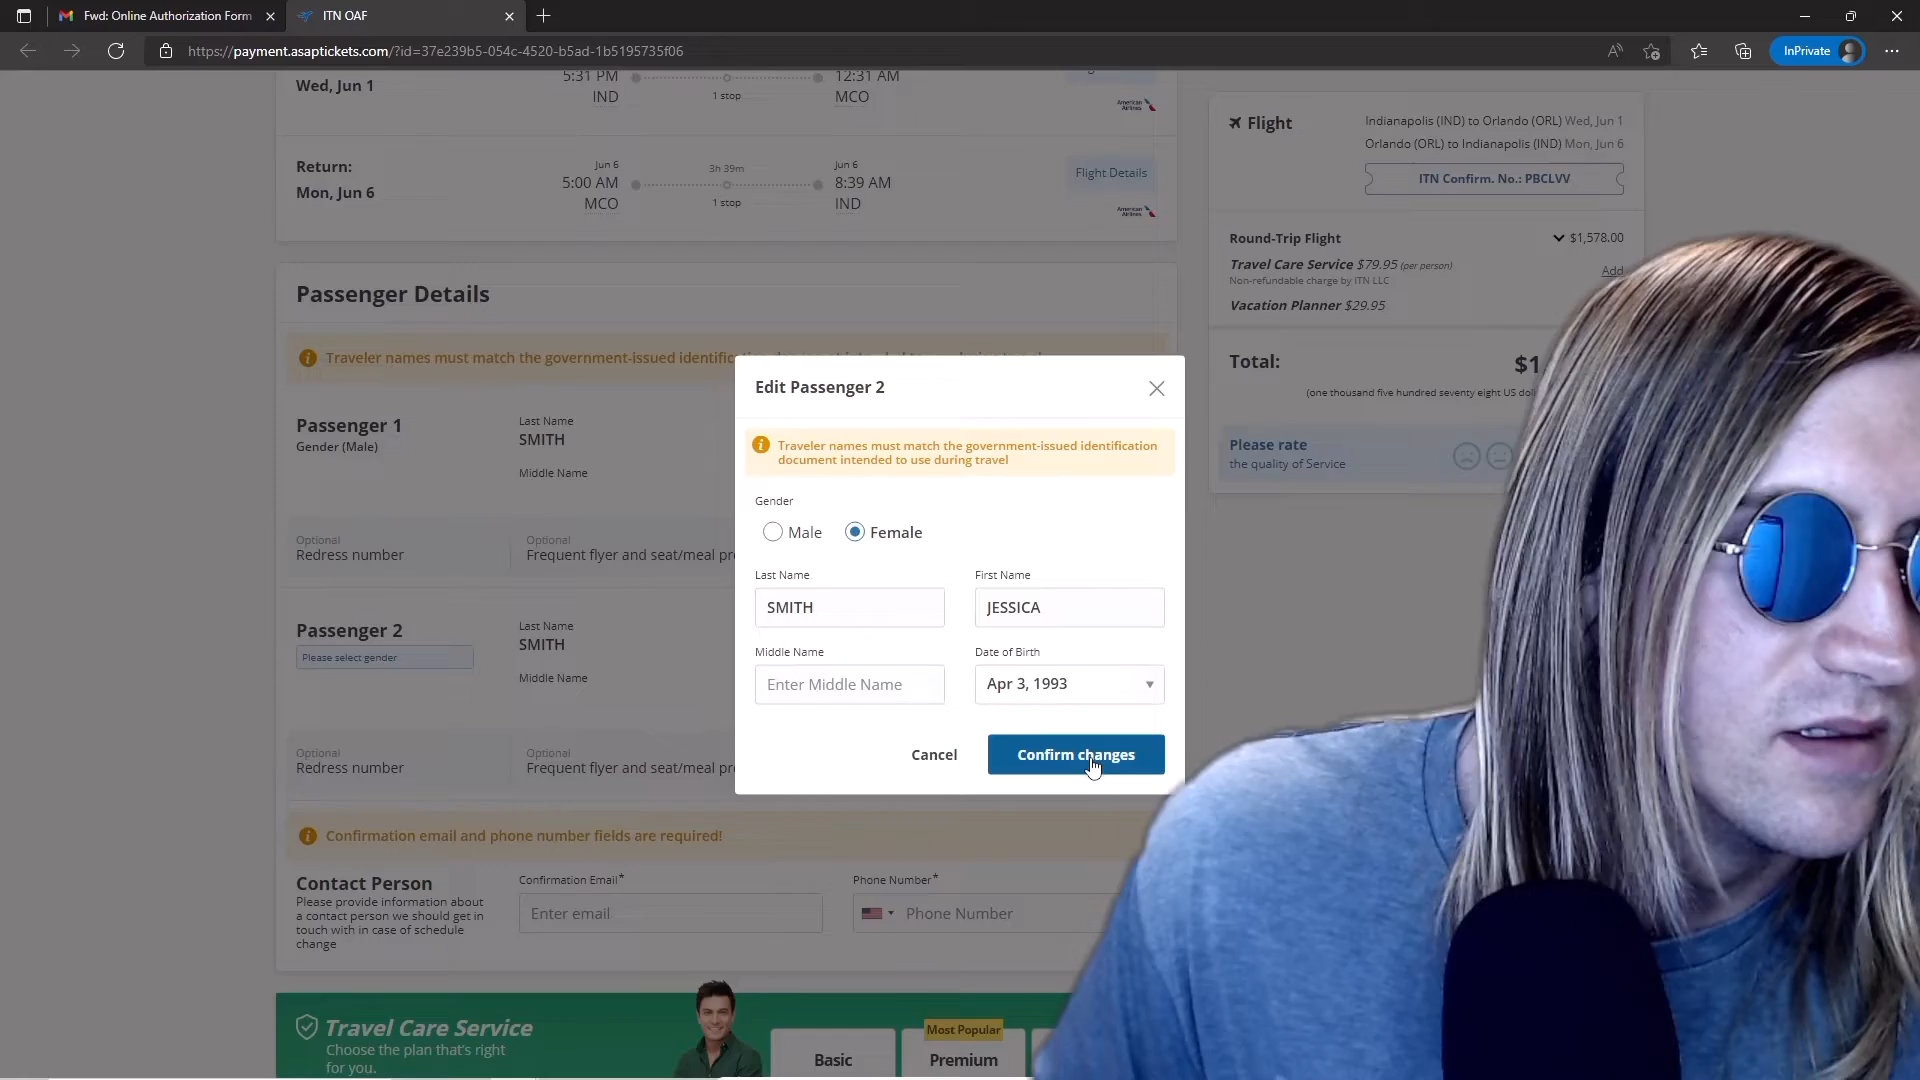 Fwd: Online Authorization Form
ITN OAF
https://payment.asaptickets.com/?id=37e239b5-054c-4520-b5ad-1b5195735f06
InPrivate
Wed, Jun 1
5:31 PM
12:31 AM
IND
1 stop
MCO
American Airlines
Return:
Mon, Jun 6
Jun 6
3h 39m
Jun 6
5:00 AM
8:39 AM
MCO
1 stop
IND
Flight Details
American Airlines
Passenger Details
Traveler names must match the government-issued
Passenger 1
Gender (Male)
Last Name
SMITH
Middle Name
Optional
Redress number
Optional
Frequent flyer and seat/meal pr
Passenger 2
Please select gender
Last Name
SMITH
Middle Name
Optional
Redress number
Optional
Frequent flyer and seat/meal pr
Confirmation email and phone number fields are required!
Contact Person
Please provide information about
a contact person we should get in
touch with in case of schedule
change
Confirmation Email*
Enter email
Phone Number*
Phone Number
Travel Care Service
Choose the plan that's right
for you.
Basic
Most Popular
Premium
Edit Passenger 2
Traveler names must match the government-issued identification
document intended to use during travel
Gender
Male
Female
Last Name
First Name
SMITH
JESSICA
Middle Name
Date of Birth
Enter Middle Name
Apr 3, 1993
Cancel
Confirm changes
Flight
Indianapolis (IND) to Orlando (ORL) Wed, Jun 1
Orlando (ORL) to Indianapolis (IND) Mon, Jun 6
ITN Confirm. No.: PBCLVV
Round-Trip Flight
$1,578.00
Travel Care Service $79.95 (per person)
Add
Non-refundable charge by ITN LLC
Vacation Planner $29.95
Total:
$1
(one thousand five hundred seventy eight US
Please rate
the quality of Service